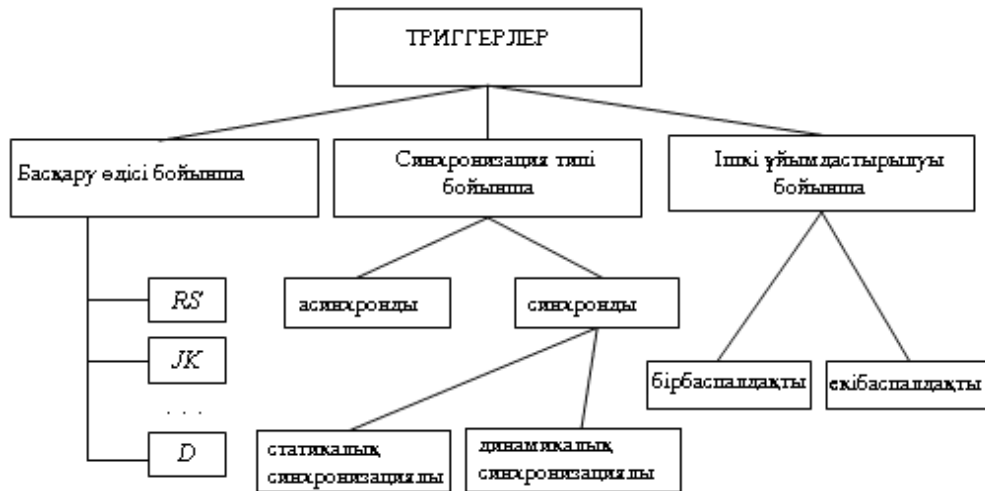 ТРИГГЕРЛЕР
Басқару өдісі бойынша
Синхронизация типі
бойынша
Ішкі ұйымдастырылуы
бойынша
RS
JK
. . .
D
асинхронды
синхронды
статикалық
синхронизациялы
динамикалық
синхронизациялы
бірбаспалдақты
екібаспалдақты